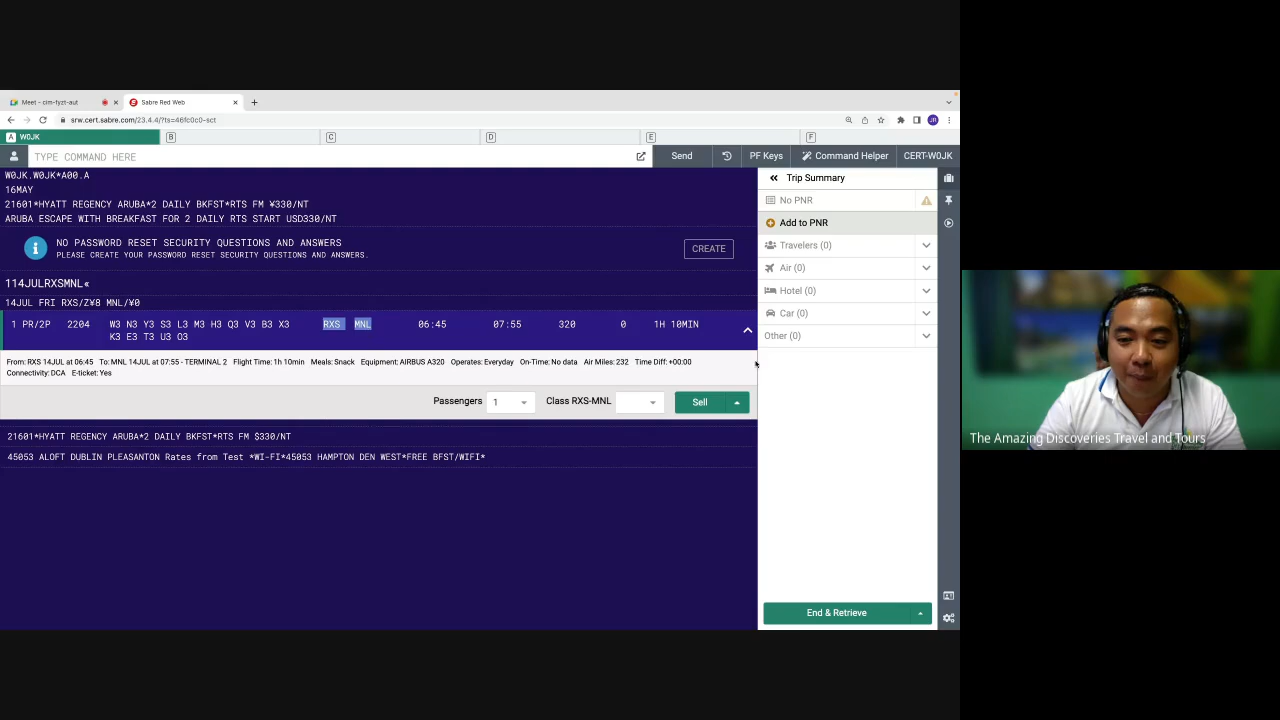 Meet - cim-fyzt-aut
Sabre Red Web
srw.cert.sabre.com/23.4.4/?ts=46fc0c0-sct
JR
A W0JK B C D E F
TYPE COMMAND HERE Send PF Keys Command Helper CERT-W0JK
W0JK.W0JK*A00.A
16MAY
21601*HYATT REGENCY ARUBA*2 DAILY BKFST*RTS FM ¥330/NT
ARUBA ESCAPE WITH BREAKFAST FOR 2 DAILY RTS START USD330/NT
NO PASSWORD RESET SECURITY QUESTIONS AND ANSWERS
PLEASE CREATE YOUR PASSWORD RESET SECURITY QUESTIONS AND ANSWERS.
CREATE
114JULRXSMNL«
14JUL FRI RXS/Z¥8 MNL/¥0
1 PR/2P 2204 W3 N3 Y3 S3 L3 M3 H3 Q3 V3 B3 X3 RXS MNL 06:45 07:55 320 0 1H 10MIN
K3 E3 T3 U3 O3
From: RXS 14JUL at 06:45 To: MNL 14JUL at 07:55 - TERMINAL 2 Flight Time: 1h 10min Meals: Snack Equipment: AIRBUS A320 Operates: Everyday On-Time: No data Air Miles: 232 Time Diff: +00:00
Connectivity: DCA E-ticket: Yes
Passengers 1 Class RXS-MNL Sell
21601*HYATT REGENCY ARUBA*2 DAILY BKFST*RTS FM $330/NT
45053 ALOFT DUBLIN PLEASANTON Rates from Test *WI-FI*45053 HAMPTON DEN WEST*FREE BFST/WIFI*
Trip Summary
No PNR
Add to PNR
Travelers (0)
Air (0)
Hotel (0)
Car (0)
Other (0)
End & Retrieve
The Amazing Discoveries Travel and Tours